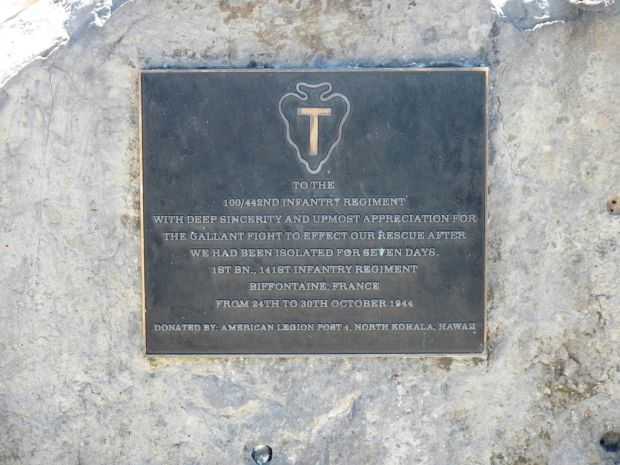 T
TO THE
100/442ND INFANTRY REGIMENT
WITH DEEP SINCERITY AND UPMOST APPRECIATION FOR
THE GALLANT FIGHT TO EFFECT OUR RESCUE AFTER
WE HAD BEEN ISOLATED FOR SEVEN DAYS.
1ST BN., 141ST INFANTRY REGIMENT
BIFFONTAINE, FRANCE
FROM 24TH TO 30TH OCTOBER 1944
DONATED BY: AMERICAN LEGION POST 4, NORTH KOHALA, HAWAII